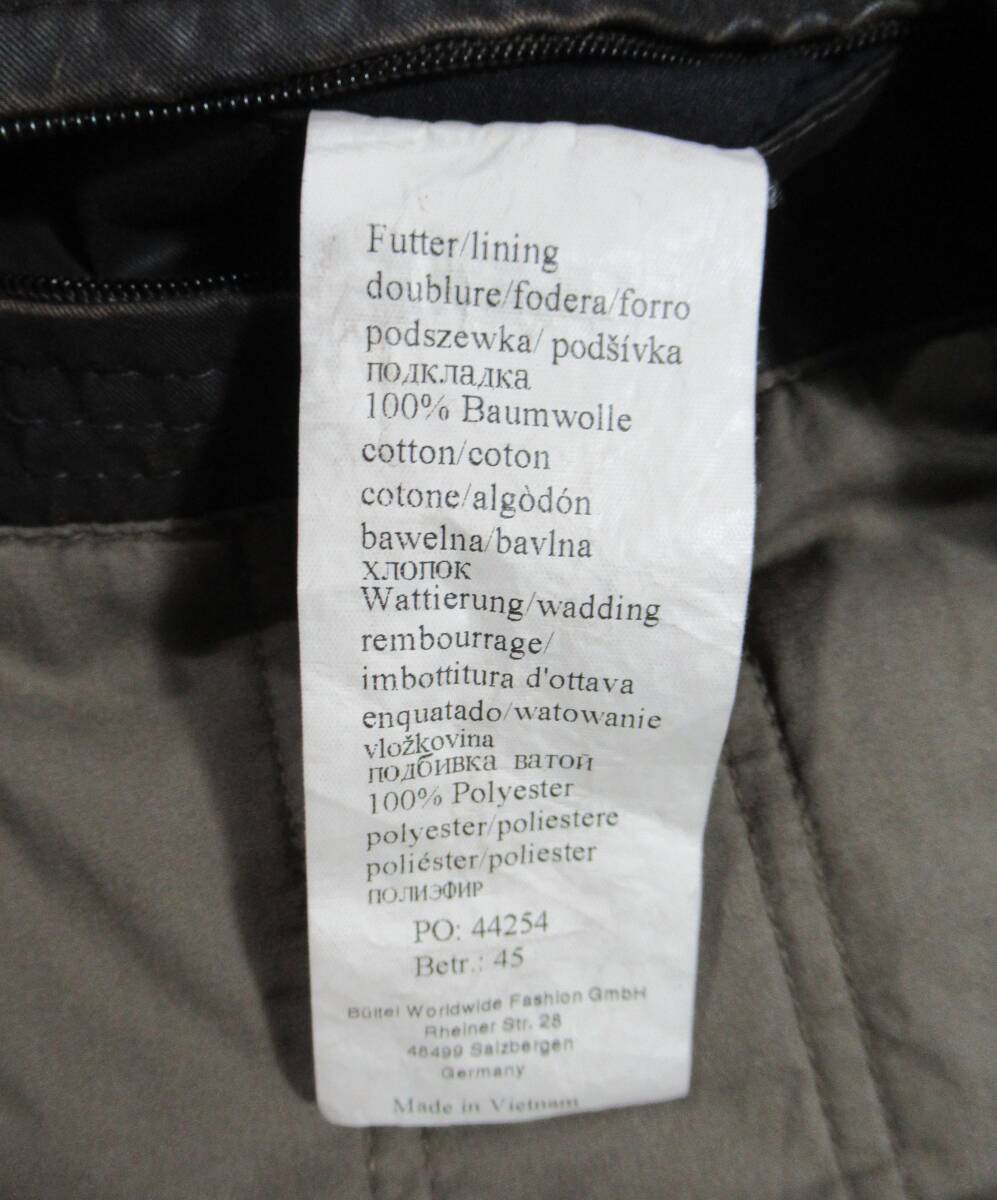 Futter/lining
doublure/fodera/forro
podszewka/ podšívka
подкладка
100% Baumwolle
cotton/coton
cotone/algòdón
bawelna/bavlna
хлопок
Wattierung/wadding
rembourrage/
imbottitura d'ottava
enquatado/watowanie
vložkovina
подбивка ватой
100% Polyester
polyester/poliestere
poliéster/poliester
полиэфир
PO: 44254
Betr.: 45
Bültel Worldwide Fashion GmbH
Rheiner Str. 28
48499 Salzbergen
Germany
Made in Vietnam